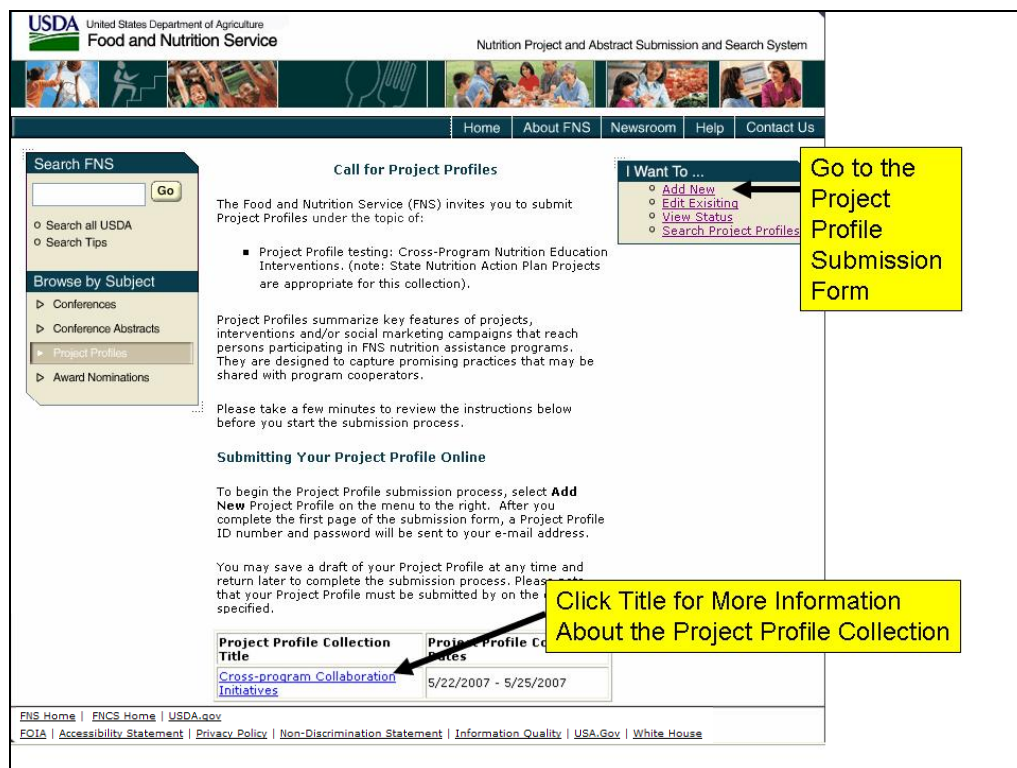 USDA United States Department of Agriculture
Food and Nutrition Service
Nutrition Project and Abstract Submission and Search System
Home About FNS Newsroom Help Contact Us
Search FNS
Go
Search all USDA
Search Tips
Browse by Subject
Conferences
Conference Abstracts
Project Profiles
Award Nominations
Call for Project Profiles
The Food and Nutrition Service (FNS) invites you to submit
Project Profiles under the topic of:
Project Profile testing: Cross-Program Nutrition Education
Interventions. (note: State Nutrition Action Plan Projects
are appropriate for this collection).
Project Profiles summarize key features of projects,
interventions and/or social marketing campaigns that reach
persons participating in FNS nutrition assistance programs.
They are designed to capture promising practices that may be
shared with program cooperators.
Please take a few minutes to review the instructions below
before you start the submission process.
Submitting Your Project Profile Online
To begin the Project Profile submission process, select Add
New Project Profile on the menu to the right. After you
complete the first page of the submission form, a Project Profile
ID number and password will be sent to your e-mail address.
You may save a draft of your Project Profile at any time and
return later to complete the submission process. Please
that your Project Profile must be submitted by on the
specified.
Project Profile Collection
Title
Project Profile
Dates
Cross-program Collaboration
Initiatives
5/22/2007 - 5/25/2007
I Want To ...
Add New
Edit Exisiting
View Status
Search Project Profiles
Go to the
Project
Profile
Submission
Form
Click Title for More Information
About the Project Profile Collection
FNS Home | FNCS Home | USDA.gov
FOIA | Accessibility Statement | Privacy Policy | Non-Discrimination Statement | Information Quality | USA.Gov | White House